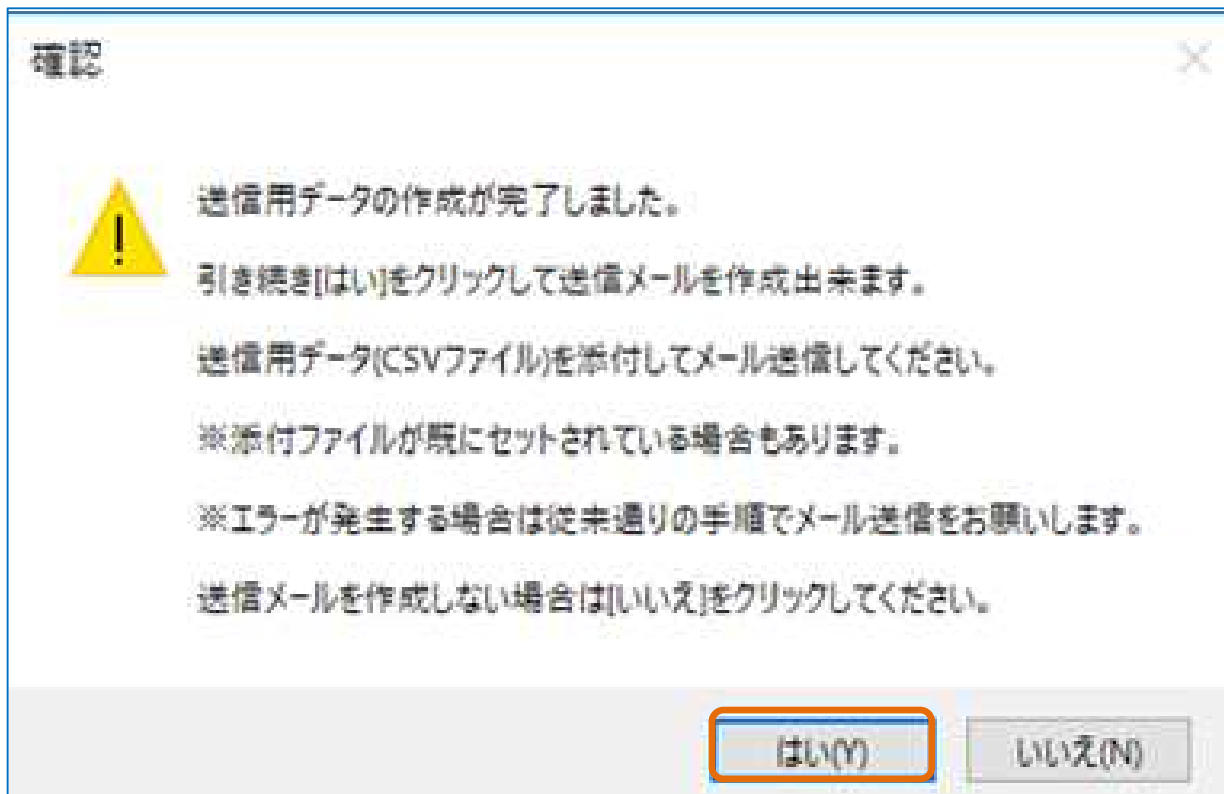 確認
送信用データの作成が完了しました。
引き続き[はい]をクリックして送信メールを作成出来ます。
送信用データ(CSVファイル)を添付してメール送信してください。
※添付ファイルが既にセットされている場合もあります。
※エラーが発生する場合は従来通りの手順でメール送信をお願いします。
送信メールを作成しない場合は[いいえ]をクリックしてください。
はい(Y)
いいえ(N)